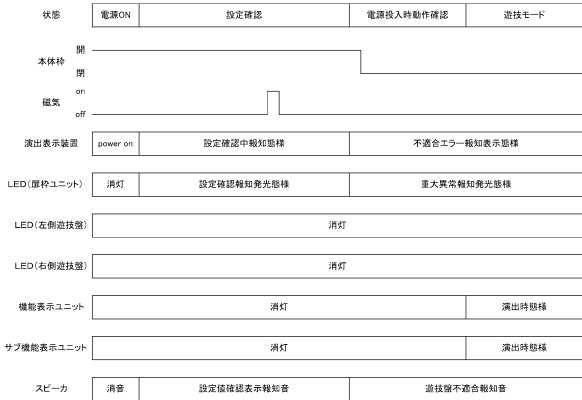 状態 電源ON 設定確認 電源投入時動作確認 遊技モード
本体枠 開
閉
磁気 on
off
演出表示装置 power on 設定確認中報知態様 不適合エラー報知表示態様
LED(扉枠ユニット) 消灯 設定確認報知発光態様 重大異常報知発光態様
LED(左側遊技盤) 消灯
LED(右側遊技盤) 消灯
機能表示ユニット 消灯 演出時態様
サブ機能表示ユニット 消灯 演出時態様
スピーカ 消音 設定値確認表示報知音 遊技盤不適合報知音